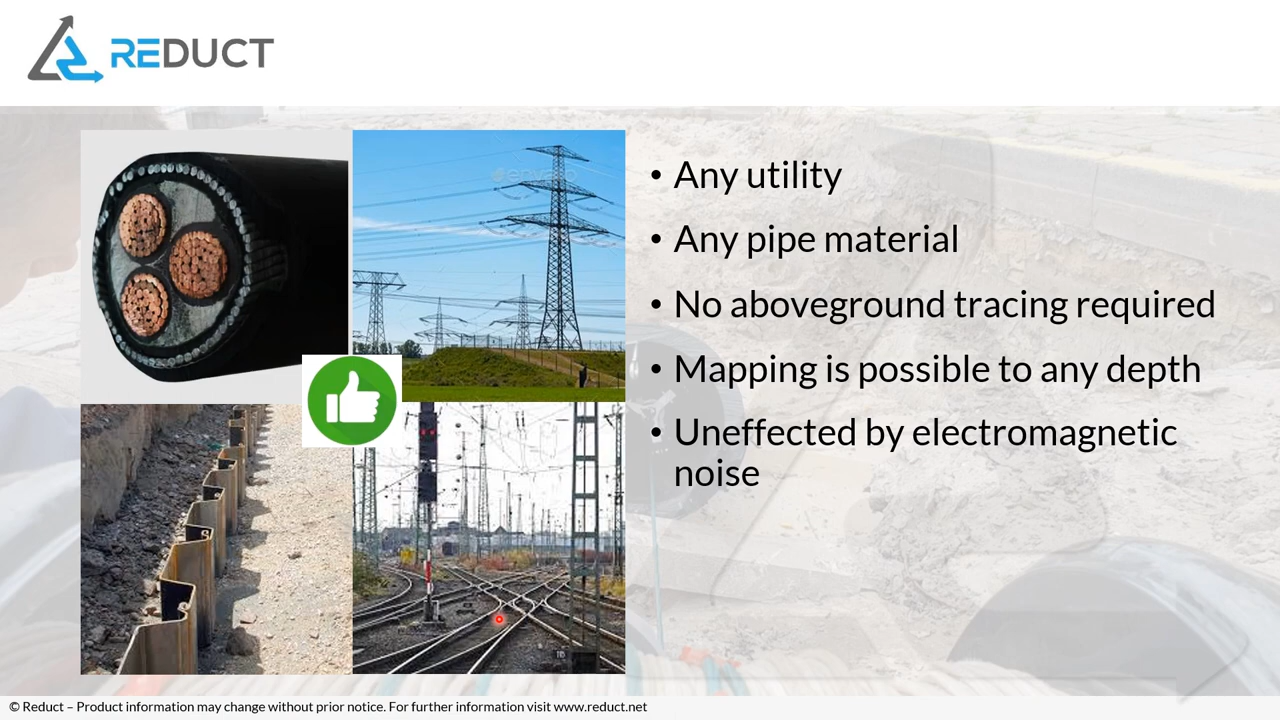 REDUCT
envato
• Any utility
• Any pipe material
• No aboveground tracing required
• Mapping is possible to any depth
• Uneffected by electromagnetic
noise
© Reduct – Product information may change without prior notice. For further information visit www.reduct.net